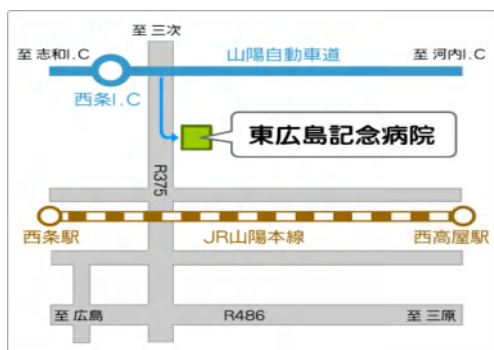 至 三次
至 志和I.C
山陽自動車道
至 河内I.C
西条I.C
東広島記念病院
R375
西条駅
JR山陽本線
西高屋駅
至 広島
R486
至 三原